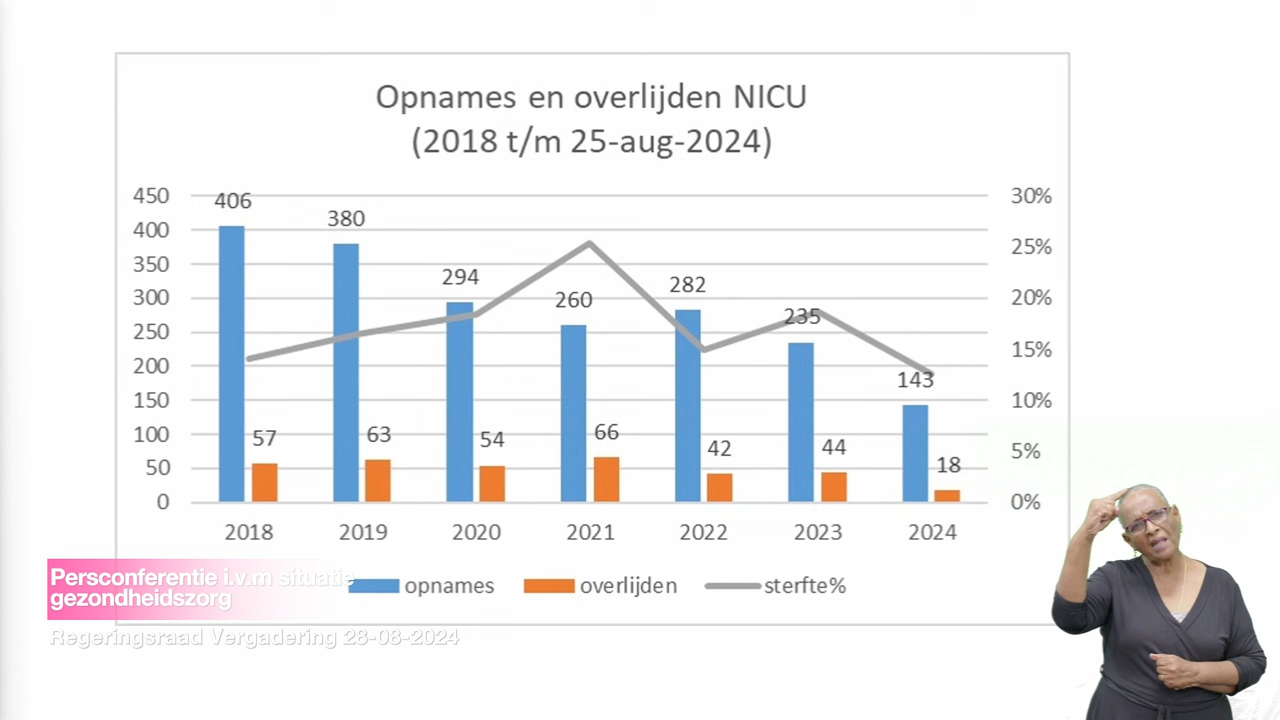 Opnames en overlijden NICU
(2018 t/m 25-aug-2024)
450 400 350 300 250 200 150 100 50 0
30% 25% 20% 15% 10% 5% 0%
406 380 294 260 282 235 143
57 63 54 66 42 44 18
2018 2019 2020 2021 2022 2023 2024
opnames overlijden sterfte%
Persconferentie i.v.m situatie
gezondheidszorg
Regeringsraad Vergadering 28-08-2024